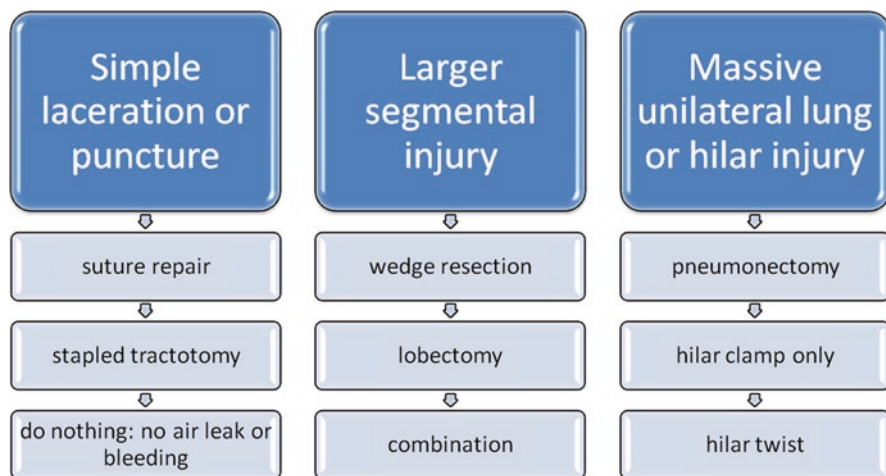 Simple
laceration or
puncture
suture repair
stapled tractotomy
do nothing: no air leak or
bleeding
Larger
segmental
injury
wedge resection
lobectomy
combination
Massive
unilateral lung
or hilar injury
pneumonectomy
hilar clamp only
hilar twist